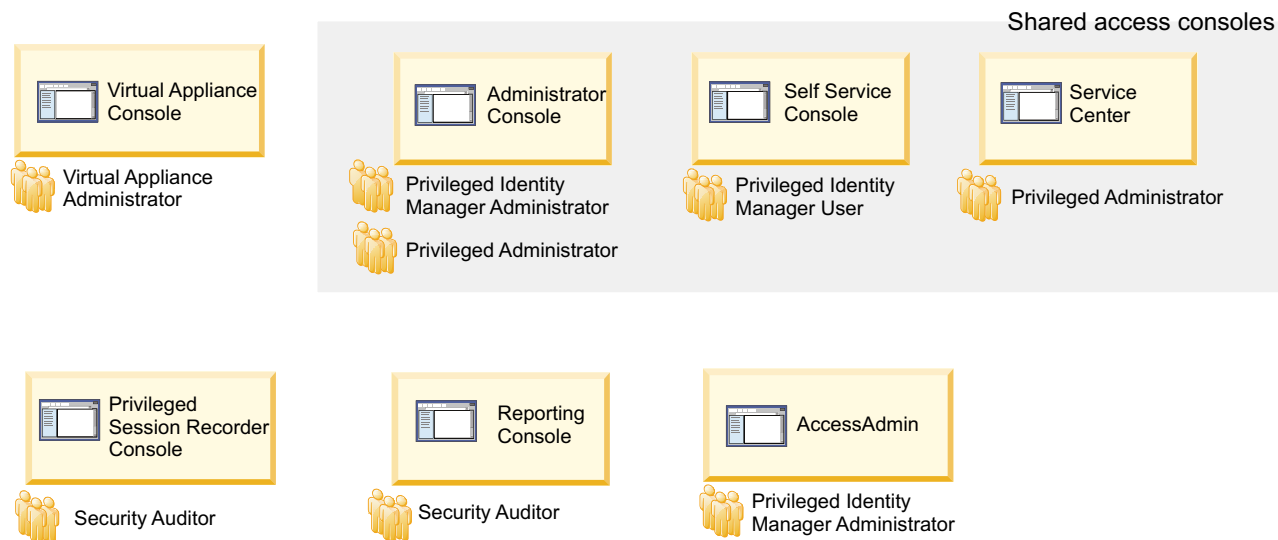 Shared access consoles
Virtual Appliance
Console
Virtual Appliance
Administrator
Administrator
Console
Privileged Identity
Manager Administrator
Privileged Administrator
Self Service
Console
Privileged Identity
Manager User
Service
Center
Privileged Administrator
Privileged
Session Recorder
Console
Security Auditor
Reporting
Console
Security Auditor
AccessAdmin
Privileged Identity
Manager Administrator